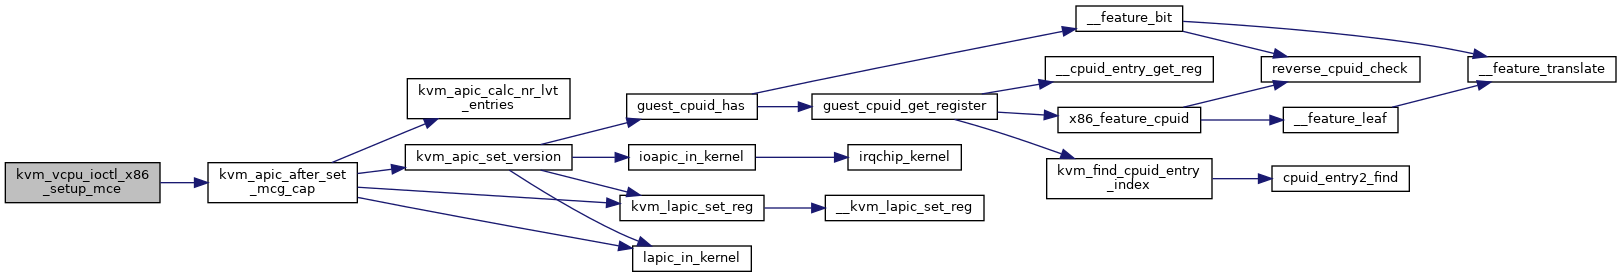 kvm_vcpu_ioctl_x86
_setup_mce
kvm_apic_after_set
_mcg_cap
kvm_apic_calc_nr_lvt
_entries
kvm_apic_set_version
guest_cpuid_has
ioapic_in_kernel
kvm_lapic_set_reg
lapic_in_kernel
guest_cpuid_get_register
irqchip_kernel
__kvm_lapic_set_reg
__feature_bit
__cpuid_entry_get_reg
x86_feature_cpuid
kvm_find_cpuid_entry
_index
reverse_cpuid_check
__feature_leaf
cpuid_entry2_find
__feature_translate